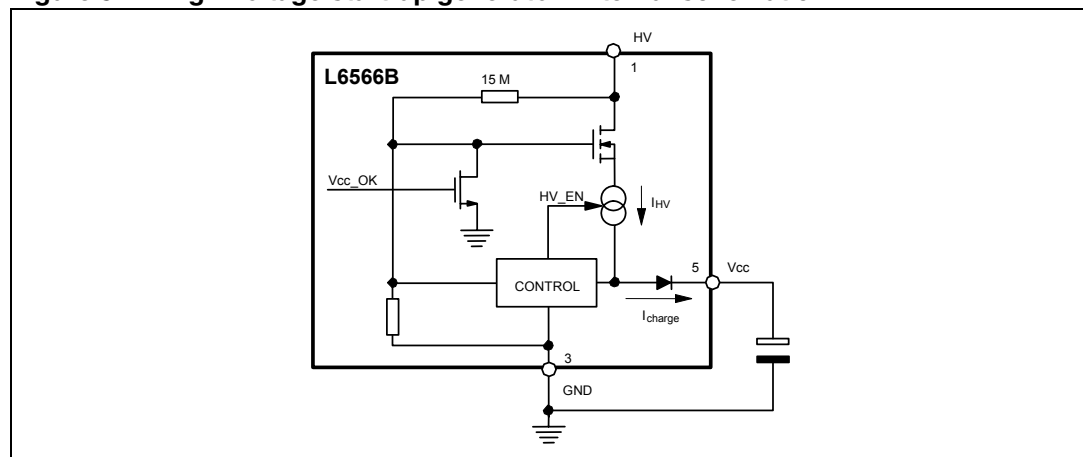 HV
1
L6566B
15 M
Vcc_OK
HV_EN
IHV
CONTROL
5
Vcc
Icharge
3
GND